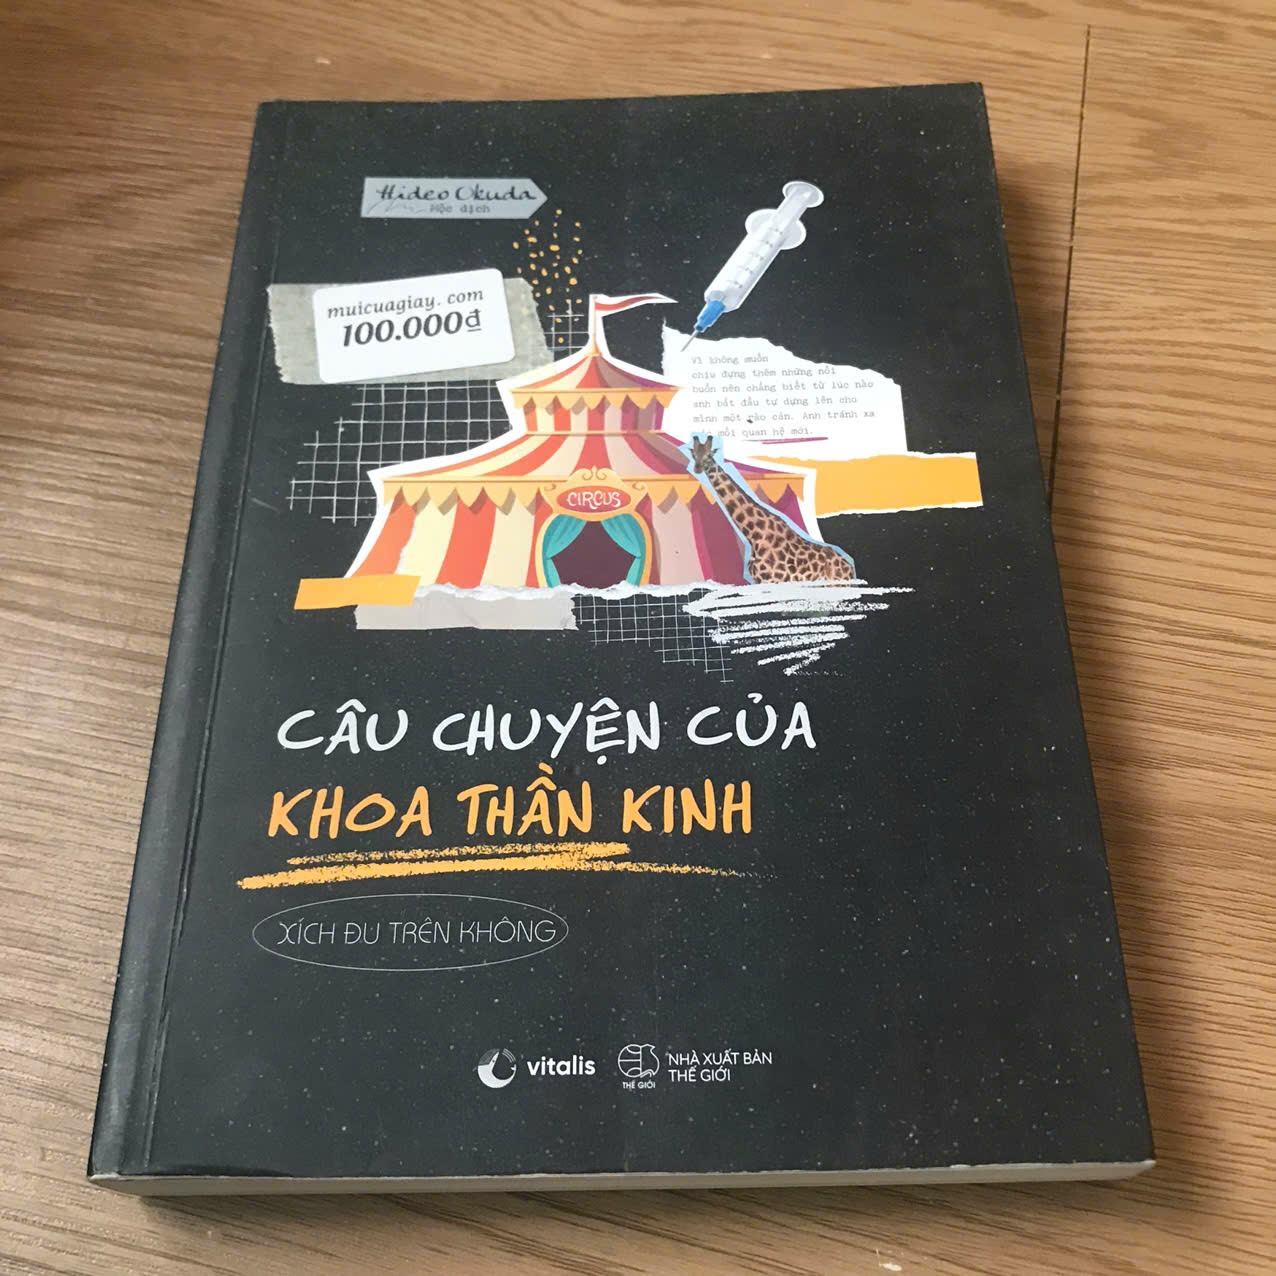 Hideo Okuda
Mộc dịch
muicuagiay. com
100.000₫
Vì không muốn
chịu đựng thêm những nỗi
buồn nên chẳng biết từ lúc nào
anh bắt đầu tự dựng lên cho
mình một rào cản. Anh tránh xa
mối quan hệ mới.
CIRCUS
CÂU CHUYỆN CỦA
KHOA THẦN KINH
XÍCH ĐU TRÊN KHÔNG
vitalis
THẾ GIỚI
NHÀ XUẤT BẢN
THẾ GIỚI